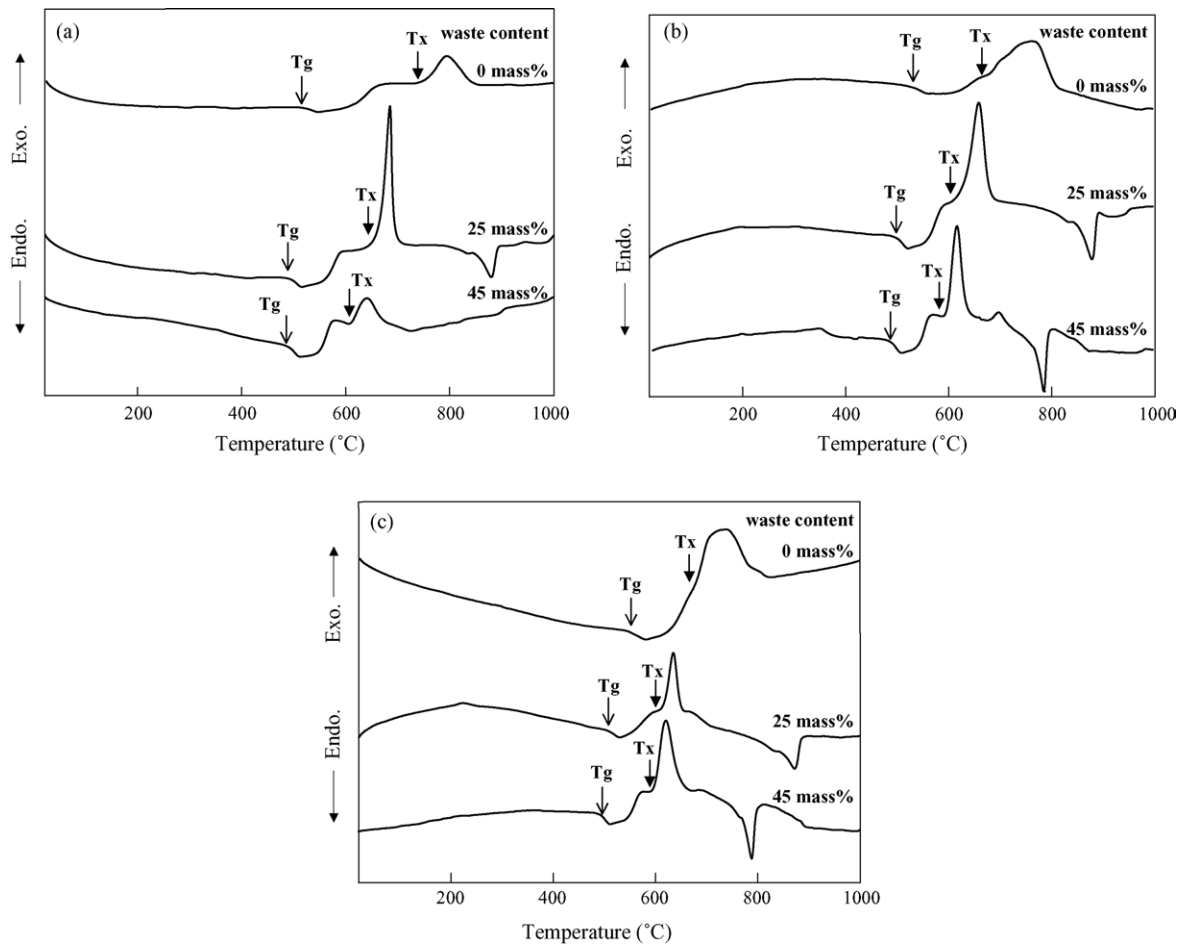 (a)
waste content
Tx
Tg
0 mass%
Exo.
Tx
25 mass%
Tg
Endo.
Tx
45 mass%
Tg
200 400 600 800 1000
Temperature (˚C)
(b)
waste content
Tx
Tg
0 mass%
Exo.
Tx
25 mass%
Tg
Endo.
Tx
45 mass%
Tg
200 400 600 800 1000
Temperature (˚C)
(c)
waste content
Tx
0 mass%
Tg
Exo.
Tx
Tg
25 mass%
Endo.
Tx
Tg
45 mass%
200 400 600 800 1000
Temperature (˚C)